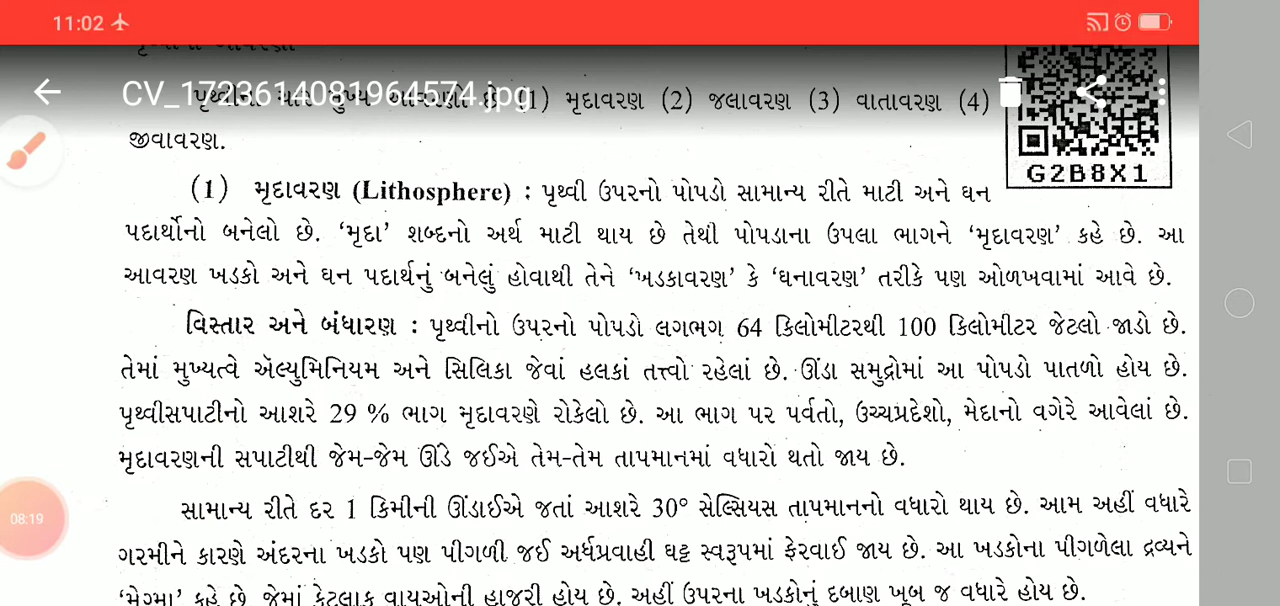 11:02
CV_1723614081964574.jpg
(1) મૃદાવરણ (2) જલાવરણ (3) વાતાવરણ (4)
જીવાવરણ.
G2B8X1
(1) મૃદાવરણ (Lithosphere) : પૃથ્વી ઉપરનો પોપડો સામાન્ય રીતે માટી અને ઘન
પદાર્થોનો બનેલો છે. ‘મૃદા’ શબ્દનો અર્થ માટી થાય છે તેથી પોપડાના ઉપલા ભાગને ‘મૃદાવરણ’ કહે છે. આ
આવરણ ખડકો અને ઘન પદાર્થનું બનેલું હોવાથી તેને ‘ખડકાવરણ’ કે ‘ઘનાવરણ’ તરીકે પણ ઓળખવામાં આવે છે.
વિસ્તાર અને બંધારણ : પૃથ્વીનો ઉપરનો પોપડો લગભગ 64 કિલોમીટરથી 100 કિલોમીટર જેટલો જાડો છે.
તેમાં મુખ્યત્વે ઍલ્યુમિનિયમ અને સિલિકા જેવાં હલકાં તત્ત્વો રહેલાં છે. ઊંડા સમુદ્રોમાં આ પોપડો પાતળો હોય છે.
પૃથ્વીસપાટીનો આશરે 29 % ભાગ મૃદાવરણે રોકેલો છે. આ ભાગ પર પર્વતો, ઉચ્ચપ્રદેશો, મેદાનો વગેરે આવેલાં છે.
મૃદાવરણની સપાટીથી જેમ-જેમ ઊંડે જઈએ તેમ-તેમ તાપમાનમાં વધારો થતો જાય છે.
08:19
સામાન્ય રીતે દર 1 કિમીની ઊંડાઈએ જતાં આશરે 30° સેલ્સિયસ તાપમાનનો વધારો થાય છે. આમ અહીં વધારે
ગરમીને કારણે અંદરના ખડકો પણ પીગળી જઈ અર્ધપ્રવાહી ઘટ્ટ સ્વરૂપમાં ફેરવાઈ જાય છે. આ ખડકોના પીગળેલા દ્રવ્યને
‘મેગ્મા’ કહે છે, જેમાં કેટલાક વાયુઓની હાજરી હોય છે. અહીં ઉપરના ખડકોનું દબાણ ખૂબ જ વધારે હોય છે.